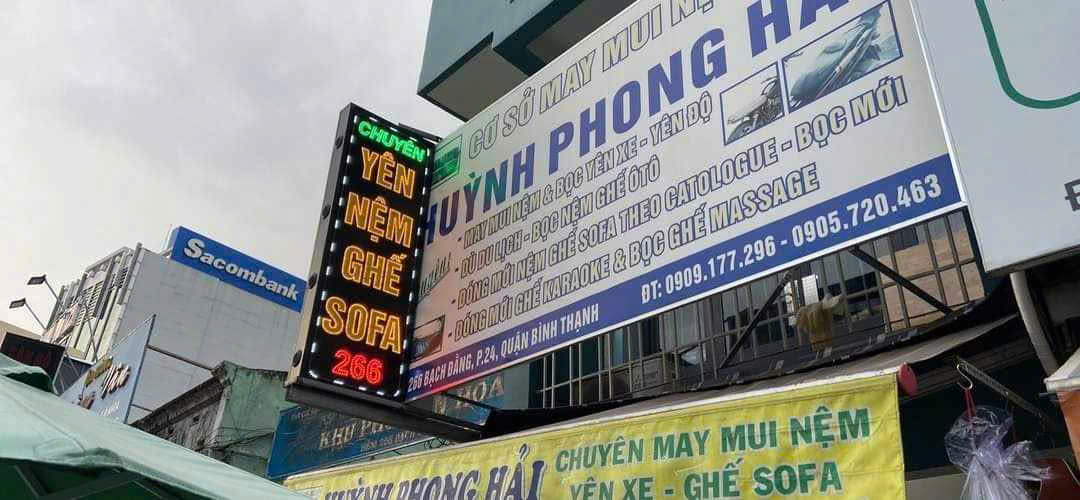 CƠ SỞ MAY MUI NỆ
HUỲNH PHONG HẢ
- MAY MUI NỆM & BỌC YÊN XE - YÊN ĐỘ
- DÙ DU LỊCH - BỌC NỆM GHẾ ÔTÔ
- ĐÓNG MỚI NỆM GHẾ SOFA THEO CATOLOGUE - BỌC MỚI
- ĐÓNG MỚI GHẾ KARAOKE & BỌC GHẾ MASSAGE
266 BẠCH ĐẰNG, P.24, QUẬN BÌNH THẠNH ĐT: 0909.177.296 - 0905.720.463
CHUYÊN
YÊN
NỆM
GHẾ
SOFA
266
Sacombank
KHU PH
HUỲNH PHONG HẢI
CHUYÊN MAY MUI NỆM
YÊN XE - GHẾ SOFA